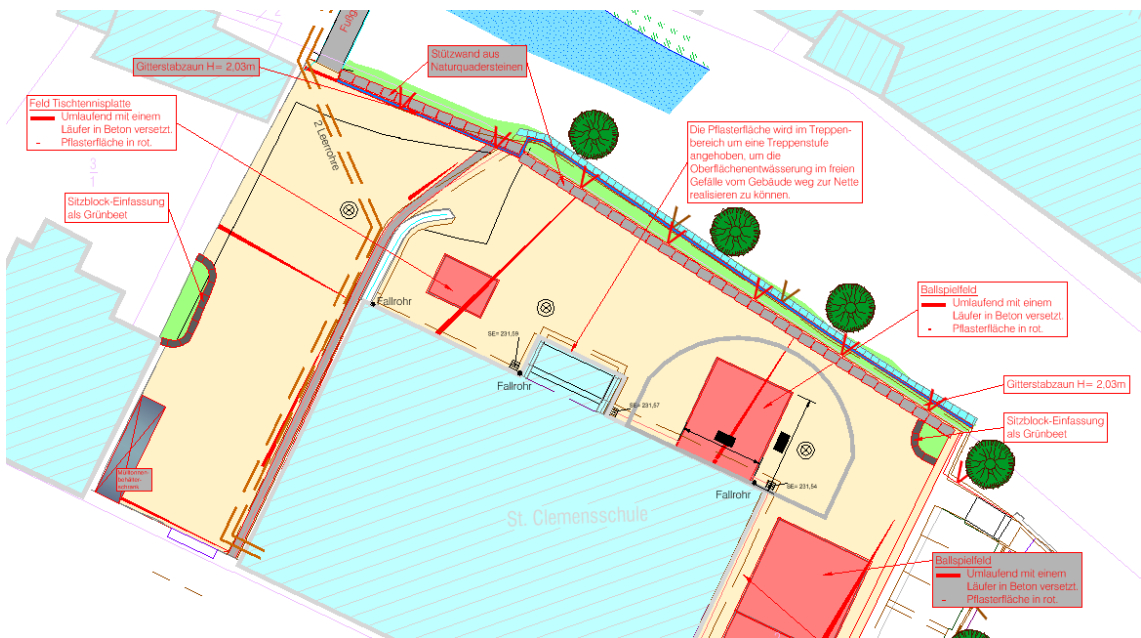 Fußg
Stützwand aus
Naturquadersteinen
Gitterstabzaun H= 2,03m
Feld Tischtennisplatte
Umlaufend mit einem
Läufer in Beton versetzt.
- Pflasterfläche in rot.
2 Leerrohre
Die Pflasterfläche wird im Treppen-
bereich um eine Treppenstufe
angehoben, um die
Oberflächenentwässerung im freien
Gefälle vom Gebäude weg zur Nette
realisieren zu können.
3
1
Sitzblock-Einfassung
als Grünbeet
Ballspielfeld
Umlaufend mit einem
Läufer in Beton versetzt.
- Pflasterfläche in rot.
Fallrohr
SE= 231,59
Fallrohr
SE= 231,57
Gitterstabzaun H= 2,03m
Sitzblock-Einfassung
als Grünbeet
Fallrohr
SE= 231,54
St. Clemensschule
Ballspielfeld
Umlaufend mit einem
Läufer in Beton versetzt.
- Pflasterfläche in rot.